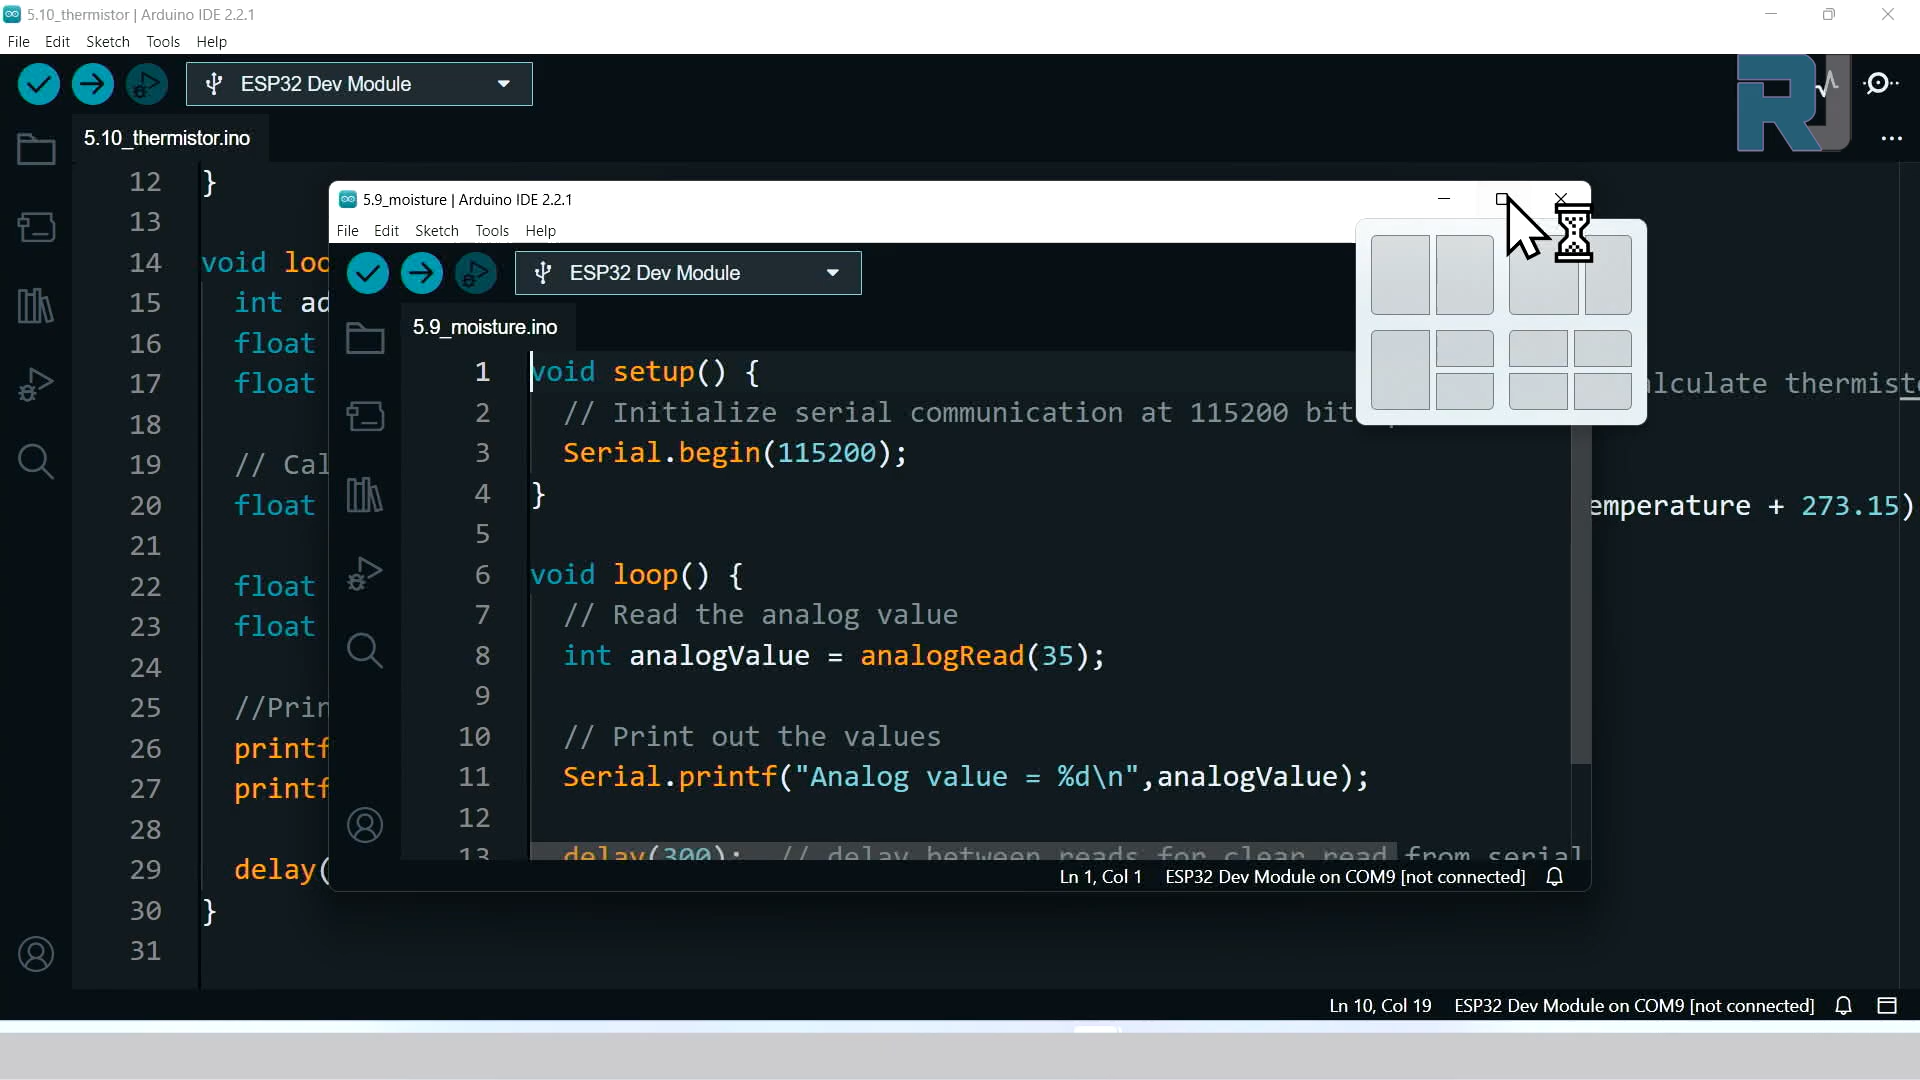 5.10_thermistor | Arduino IDE 2.2.1
File Edit Sketch Tools Help
ESP32 Dev Module
RJ
5.10_thermistor.ino
12 }
13
14 void loo
15 int ad
16 float
17 float lculate thermist
18
19 // Cal
20 float emperature + 273.15)
21
22 float
23 float
24
25 //Prin
26 printf
27 printf
28
29 delay(
30 }
31
5.9_moisture | Arduino IDE 2.2.1
File Edit Sketch Tools Help
ESP32 Dev Module
5.9_moisture.ino
1 void setup() {
2 // Initialize serial communication at 115200 bit
3 Serial.begin(115200);
4 }
5
6 void loop() {
7 // Read the analog value
8 int analogValue = analogRead(35);
9
10 // Print out the values
11 Serial.printf("Analog value = %d\n",analogValue);
12
13 delay(300); // delay between reads for clear read from serial
Ln 1, Col 1 ESP32 Dev Module on COM9 [not connected]
Ln 10, Col 19 ESP32 Dev Module on COM9 [not connected]